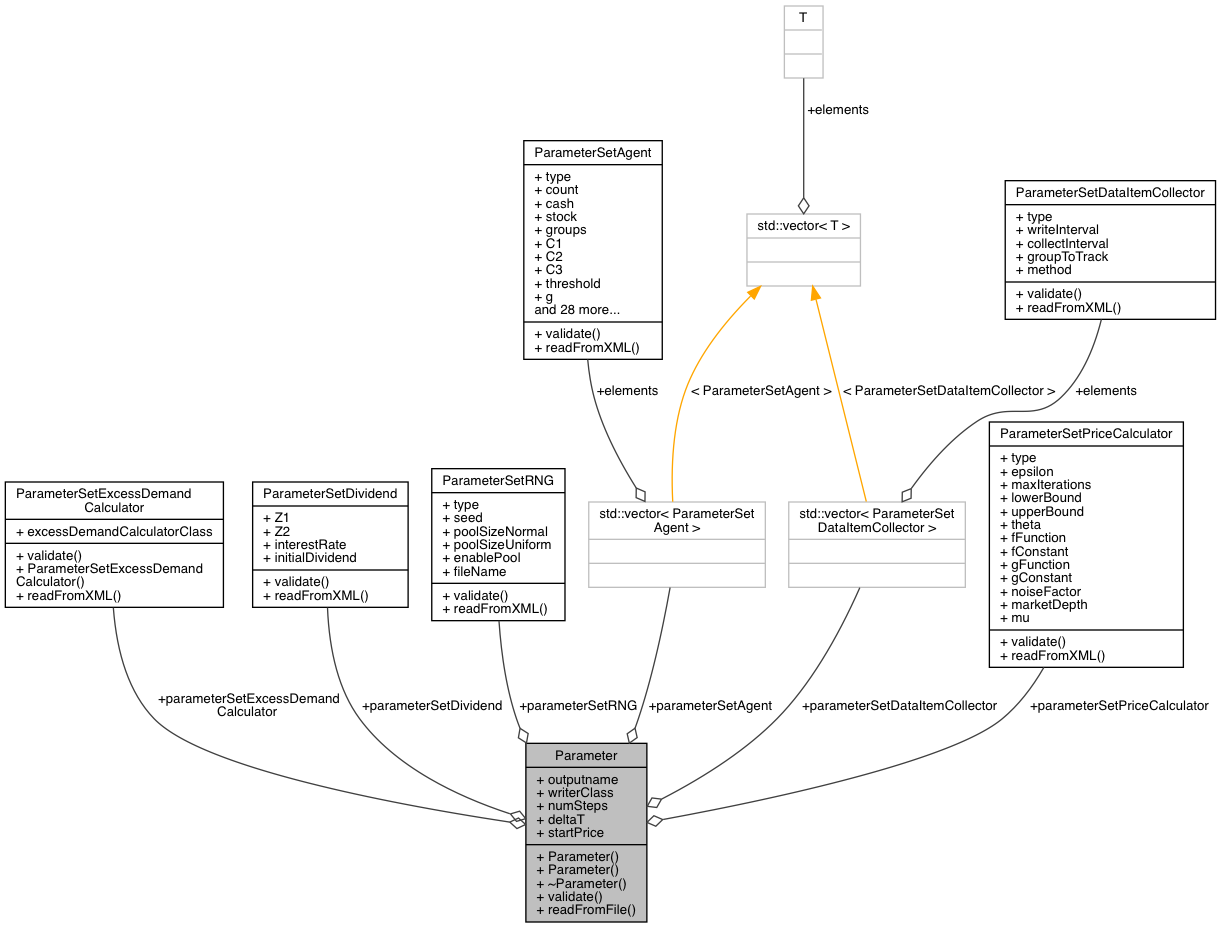 T
+elements
ParameterSetAgent
+ type
+ count
+ cash
+ stock
+ groups
+ C1
+ C2
+ C3
+ threshold
+ g
and 28 more...
+ validate()
+ readFromXML()
std::vector< T >
ParameterSetDataItemCollector
+ type
+ writeInterval
+ collectInterval
+ groupToTrack
+ method
+ validate()
+ readFromXML()
+elements
< ParameterSetAgent >
< ParameterSetDataItemCollector >
+elements
ParameterSetExcessDemand
Calculator
+ excessDemandCalculatorClass
+ validate()
+ ParameterSetExcessDemand
Calculator()
+ readFromXML()
ParameterSetDividend
+ Z1
+ Z2
+ interestRate
+ initialDividend
+ validate()
+ readFromXML()
ParameterSetRNG
+ type
+ seed
+ poolSizeNormal
+ poolSizeUniform
+ enablePool
+ fileName
+ validate()
+ readFromXML()
std::vector< ParameterSet
Agent >
std::vector< ParameterSet
DataItemCollector >
ParameterSetPriceCalculator
+ type
+ epsilon
+ maxIterations
+ lowerBound
+ upperBound
+ theta
+ fFunction
+ fConstant
+ gFunction
+ gConstant
+ noiseFactor
+ marketDepth
+ mu
+ validate()
+ readFromXML()
+parameterSetExcessDemand
Calculator
+parameterSetDividend
+parameterSetRNG
+parameterSetAgent
+parameterSetDataItemCollector
+parameterSetPriceCalculator
Parameter
+ outputname
+ writerClass
+ numSteps
+ deltaT
+ startPrice
+ Parameter()
+ Parameter()
+ ~Parameter()
+ validate()
+ readFromFile()